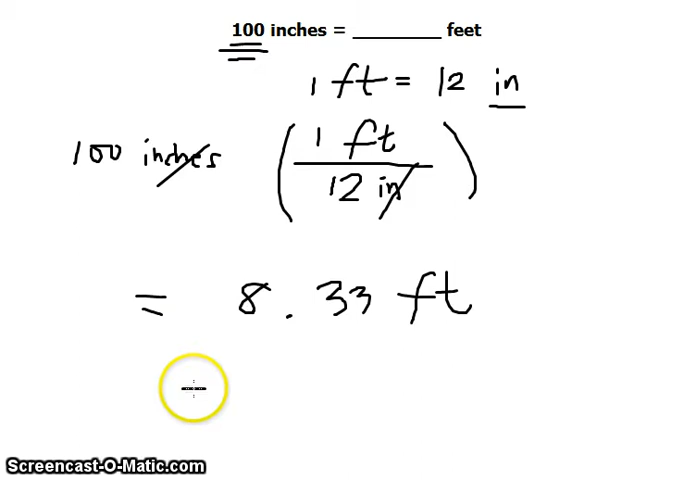 100 inches = ________ feet
1 ft = 12 in
100 inches ( 1 ft / 12 in )
= 8.33 ft
Screencast-O-Matic.com